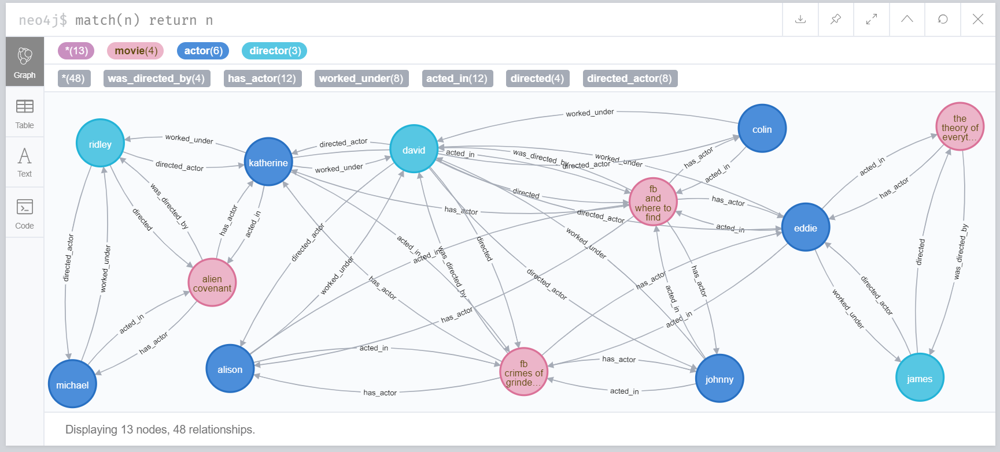 neo4j$ match(n) return n
*(13) movie(4) actor(6) director(3)
*(48) was_directed_by(4) has_actor(12) worked_under(8) acted_in(12) directed(4) directed_actor(8)
Graph
Table
Text
Code
ridley
katherine
david
colin
the
theory of
everyt...
fb
and
where to
find
eddie
alien
covenant
michael
alison
fb
crimes of
grinde...
johnny
james
worked_under
directed_actor
directed_actor
worked_under
worked_under
acted_in
was_directed_by
directed_actor
worked_under
has_actor
acted_in
acted_in
has_actor
was_directed_by
directed
has_actor
acted_in
directed
has_actor
directed_actor
has_actor
acted_in
directed_actor
worked_under
directed_actor
worked_under
acted_in
acted_in
was_directed_by
directed
worked_under
has_actor
directed_actor
has_actor
has_actor
acted_in
acted_in
has_actor
directed
was_directed_by
worked_under
directed_actor
acted_in
has_actor
acted_in
has_actor
has_actor
acted_in
Displaying 13 nodes, 48 relationships.